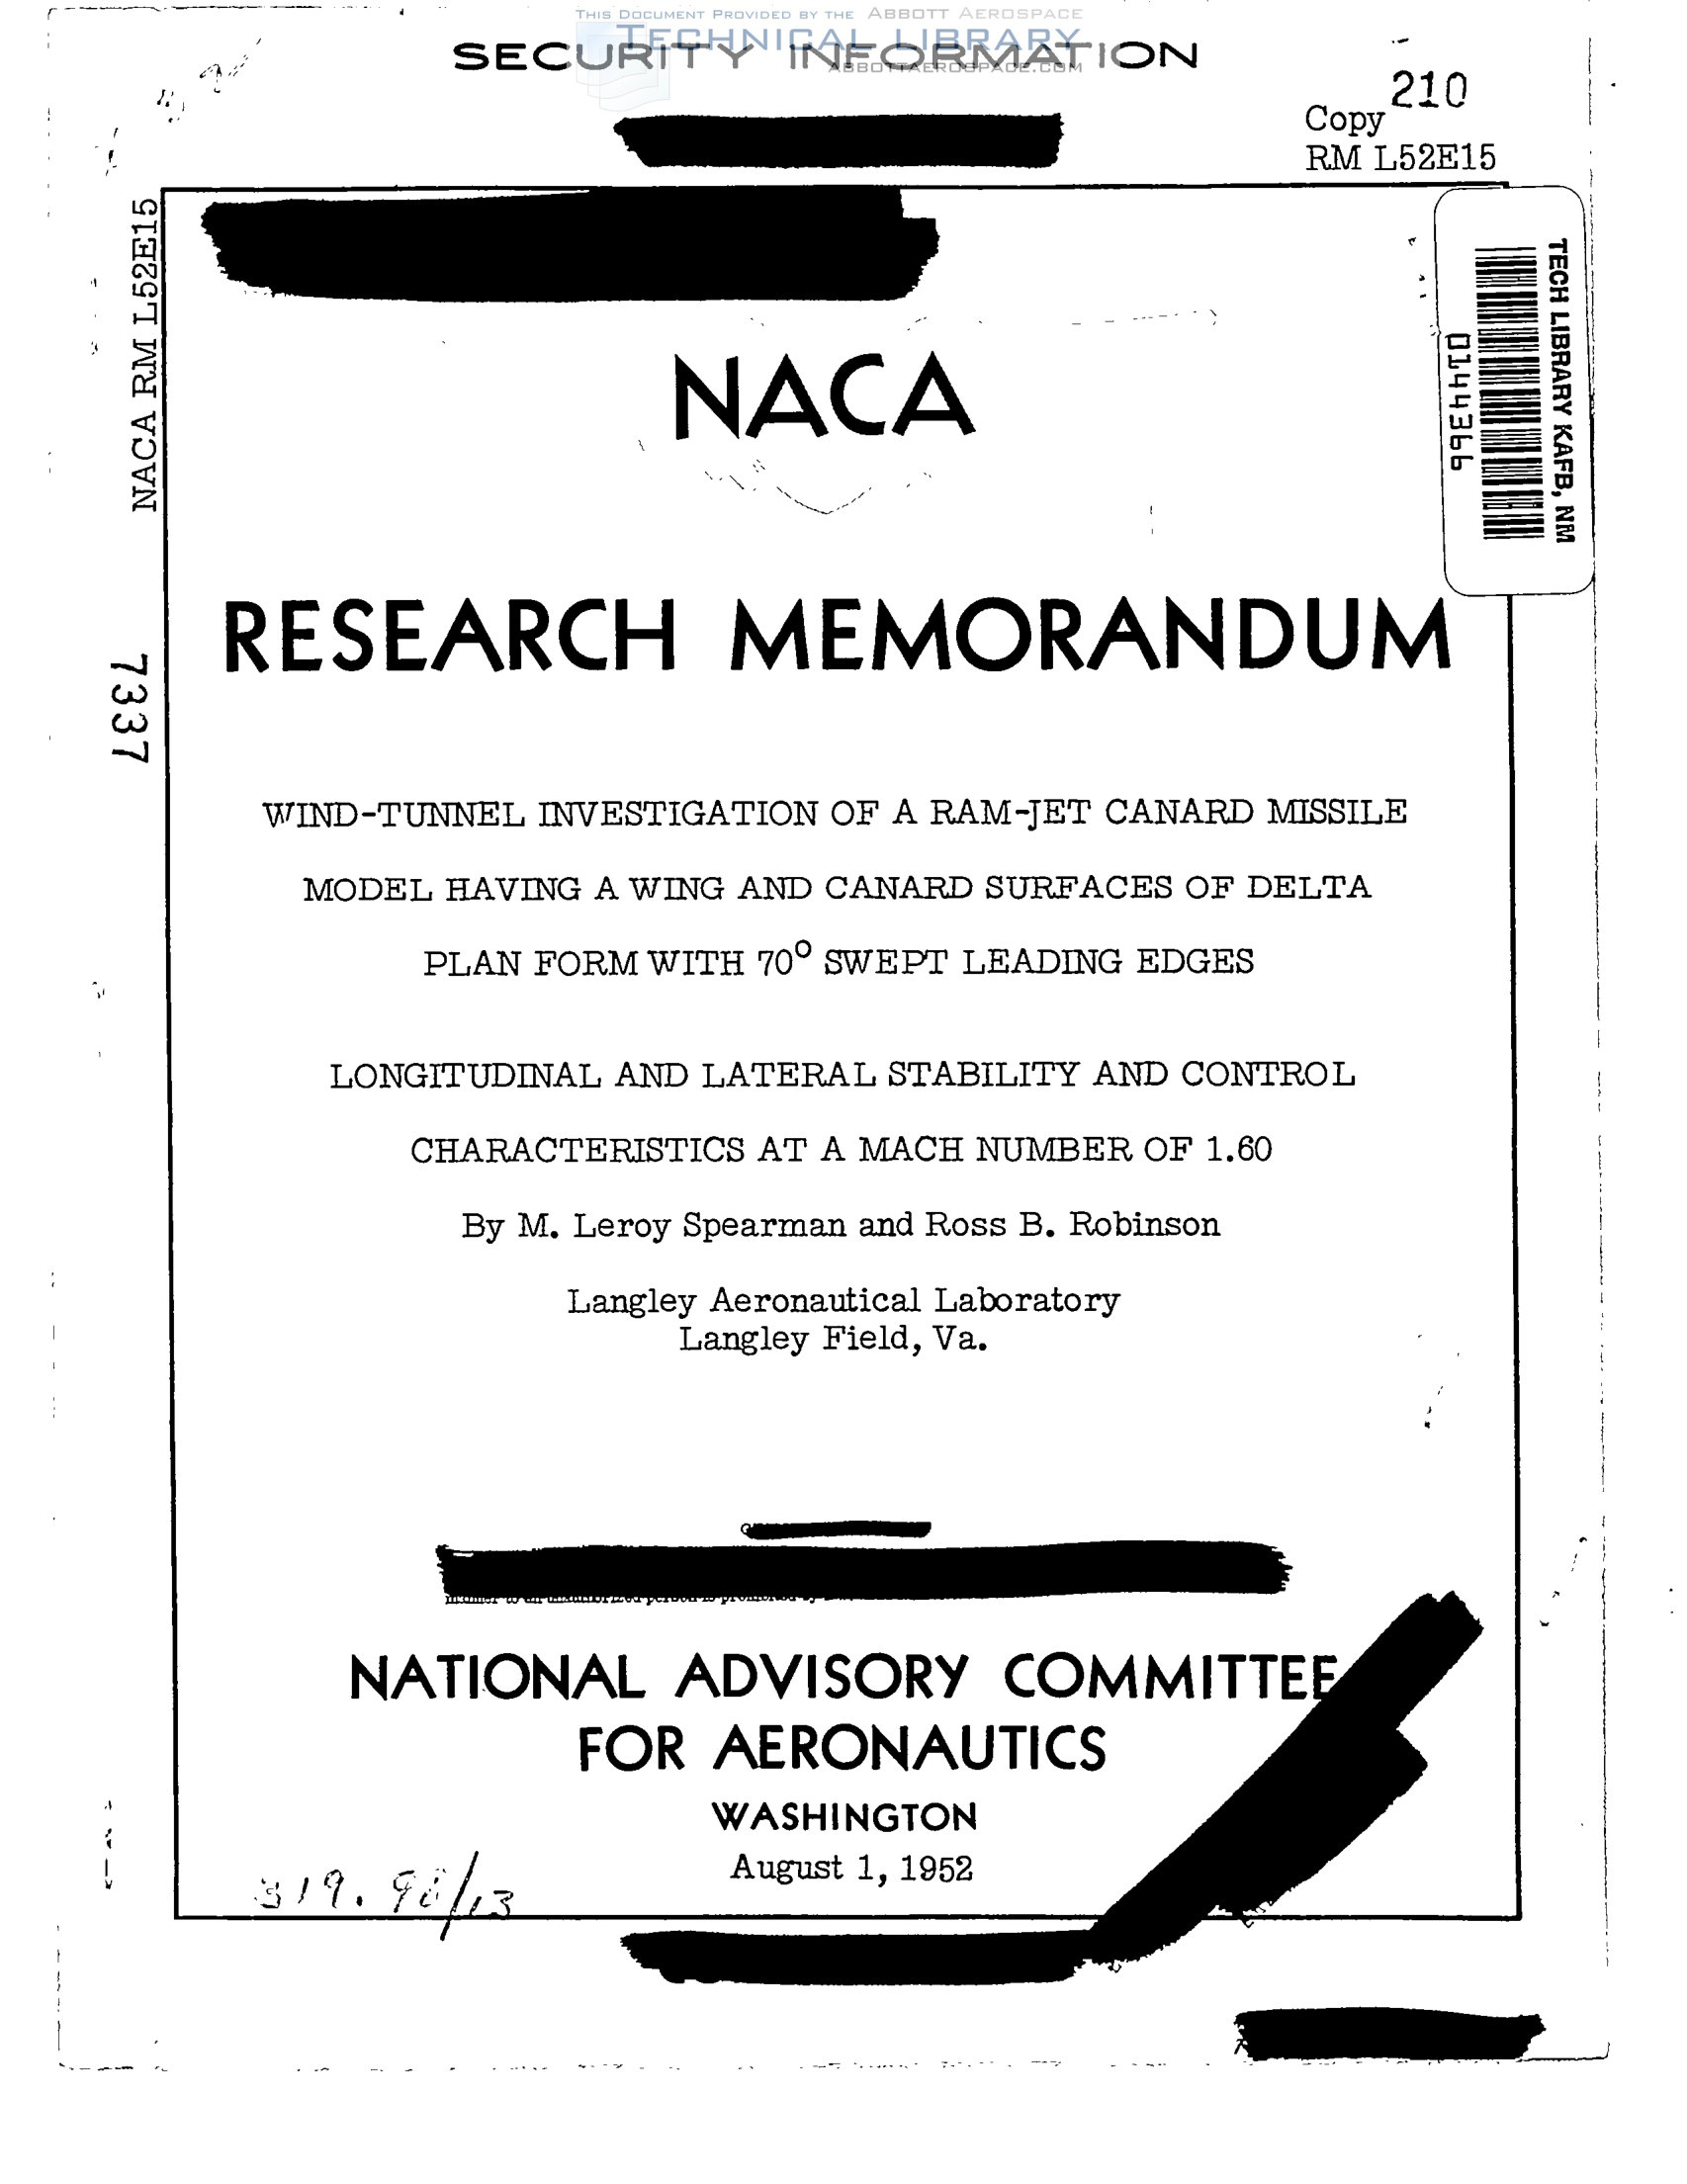 THIS DOCUMENT PROVIDED BY THE ABBOTT AEROSPACE
TECHNICAL LIBRARY
ABBOTTAEROSPACE.COM
SECURITY INFORMATION
210
Copy
RM L52E15
NACA RM L52E15
TECH LIBRARY KAFB, NM
0144366
NACA
RESEARCH MEMORANDUM
7337
WIND-TUNNEL INVESTIGATION OF A RAM-JET CANARD MISSILE
MODEL HAVING A WING AND CANARD SURFACES OF DELTA
PLAN FORM WITH 70° SWEPT LEADING EDGES
LONGITUDINAL AND LATERAL STABILITY AND CONTROL
CHARACTERISTICS AT A MACH NUMBER OF 1.60
By M. Leroy Spearman and Ross B. Robinson
Langley Aeronautical Laboratory
Langley Field, Va.
NATIONAL ADVISORY COMMITTEE
FOR AERONAUTICS
WASHINGTON
August 1, 1952